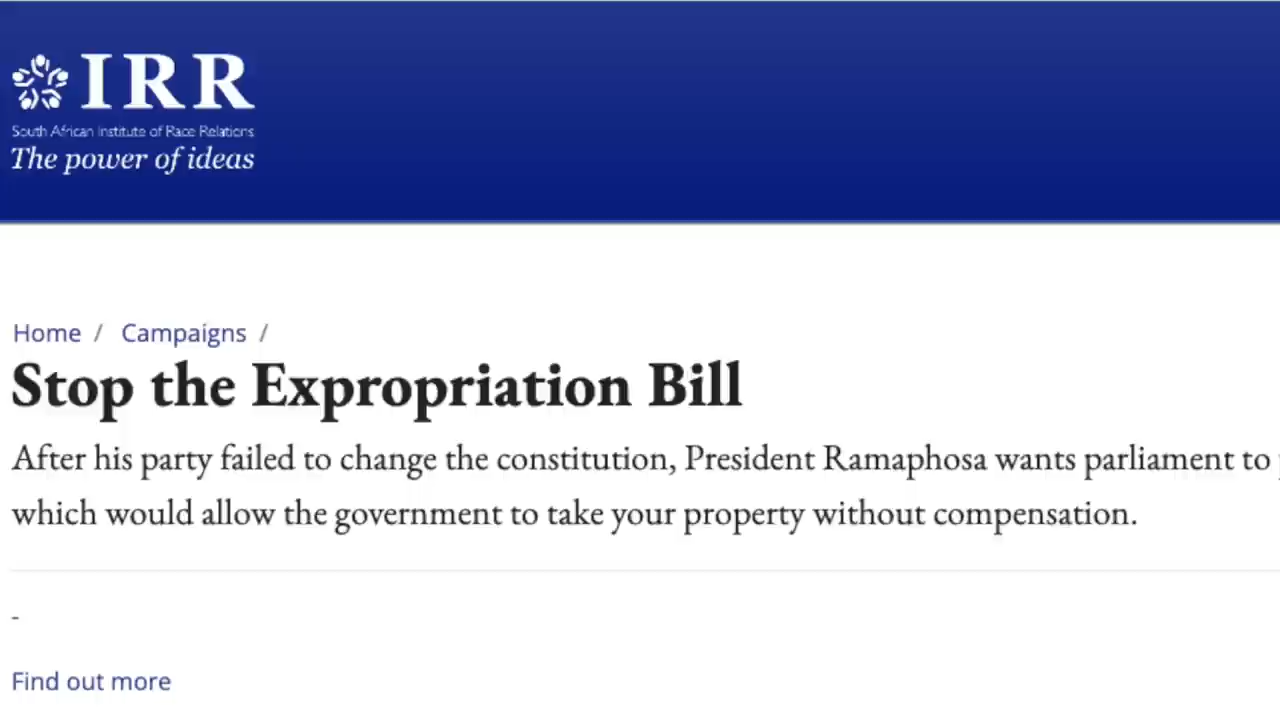 IRR
South African Institute of Race Relations
The power of ideas
Home / Campaigns /
Stop the Expropriation Bill
After his party failed to change the constitution, President Ramaphosa wants parliament to
which would allow the government to take your property without compensation.
-
Find out more